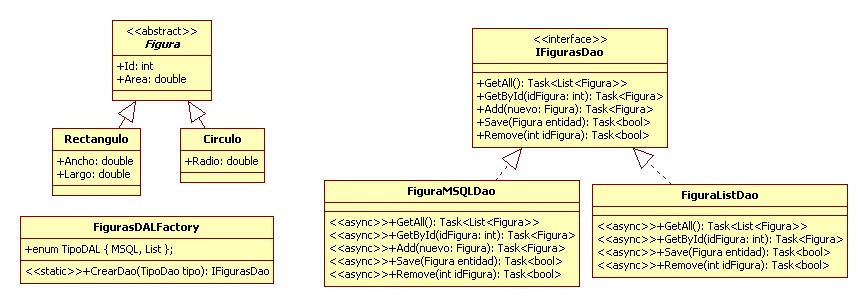 <<abstract>>
Figura
+Id: int
+Area: double
Rectangulo
+Ancho: double
+Largo: double
Circulo
+Radio: double
FigurasDALFactory
+enum TipoDAL { MSQL, List };
<<static>>+CrearDao(TipoDao tipo): IFigurasDao
<<interface>>
IFigurasDao
+GetAll(): Task<List<Figura>>
+GetById(idFigura: int): Task<Figura>
+Add(nuevo: Figura): Task<Figura>
+Save(Figura entidad): Task<bool>
+Remove(int idFigura): Task<bool>
FiguraMSQLDao
<<async>>+GetAll(): Task<List<Figura>>
<<async>>+GetById(idFigura: int): Task<Figura>
<<async>>+Add(nuevo: Figura): Task<Figura>
<<async>>+Save(Figura entidad): Task<bool>
<<async>>+Remove(int idFigura): Task<bool>
FiguraListDao
<<async>>+GetAll(): Task<List<Figura>>
<<async>>+GetById(idFigura: int): Task<Figura>
<<async>>+Save(Figura entidad): Task<bool>
<<async>>+Remove(int idFigura): Task<bool>